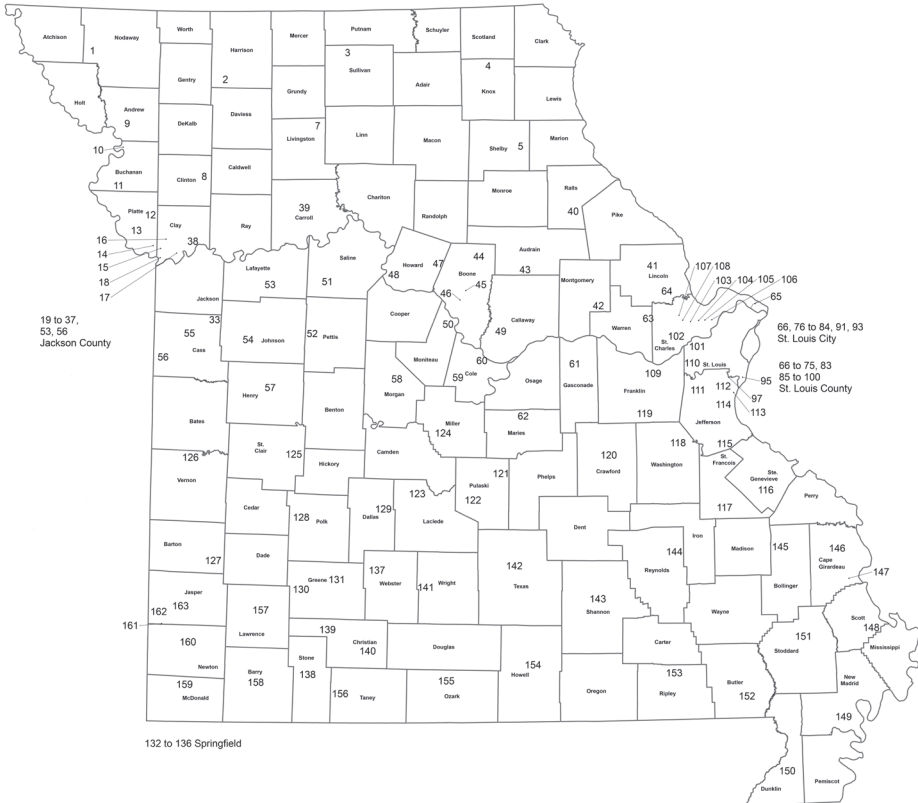 Atchison
Nodaway
1
Worth
Harrison
2
Mercer
Putnam
3
Schuyler
Scotland
4
Clark
Holt
Gentry
Sullivan
Adair
Knox
Lewis
Andrew
9
DeKalb
Daviess
Grundy
Livingston
7
Linn
Macon
Shelby
5
Marion
10
Buchanan
11
Clinton
8
Caldwell
Carroll
39
Chariton
Randolph
Monroe
Ralls
40
Pike
Platte
12
13
Clay
38
Ray
16
14
15
18
17
Saline
51
Lafayette
53
Howard
47
48
Boone
44
45
46
Audrain
43
Montgomery
42
Lincoln
41
64
107
108
103
104
105
106
65
19 to 37,
53, 56
Jackson County
Jackson
33
55
Cass
56
54
Johnson
52
Pettis
Cooper
50
Moniteau
49
Callaway
60
Cole
59
Warren
63
St.
Charles
102
101
110
St. Louis
66, 76 to 84, 91, 93
St. Louis City
66 to 75, 83
85 to 100
St. Louis County
95
97
113
57
Henry
Benton
58
Morgan
Osage
61
Gasconade
109
Franklin
119
111
112
114
Jefferson
115
Bates
St.
Clair
125
Hickory
Camden
Miller
124
62
Maries
118
Washington
St.
Francois
117
Ste.
Genevieve
116
Perry
126
Vernon
Cedar
128
Polk
129
Dallas
123
Laclede
121
Pulaski
122
Phelps
120
Crawford
Dent
Iron
Madison
145
Bollinger
146
Cape
Girardeau
147
Barton
127
Dade
Greene
131
130
137
Webster
141
Wright
142
Texas
143
Shannon
144
Reynolds
Wayne
Jasper
162
163
161
157
Lawrence
139
Christian
140
Douglas
Carter
151
Stoddard
Scott
148
Mississippi
160
Newton
159
McDonald
Barry
158
Stone
138
156
Taney
155
Ozark
154
Howell
Oregon
153
Ripley
Butler
152
New
Madrid
149
150
Dunklin
Pemiscot
132 to 136 Springfield